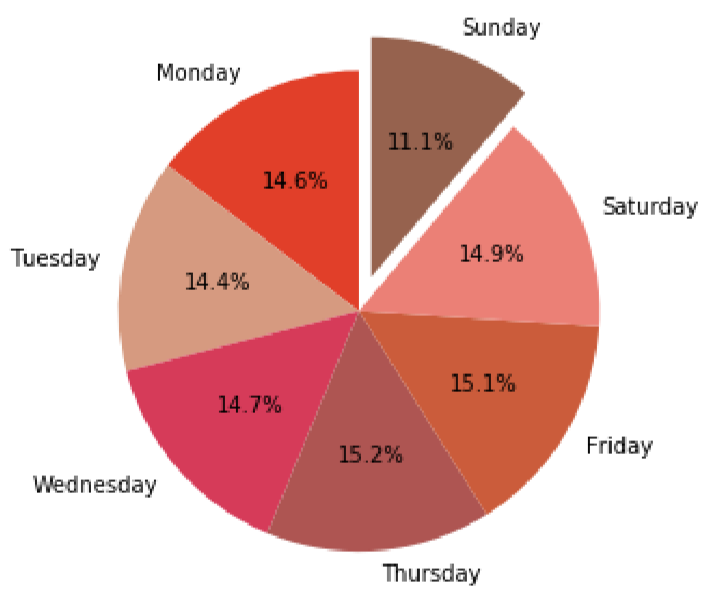 Sunday
11.1%
Monday
14.6%
Tuesday
14.4%
Wednesday
14.7%
Thursday
15.2%
Friday
15.1%
Saturday
14.9%